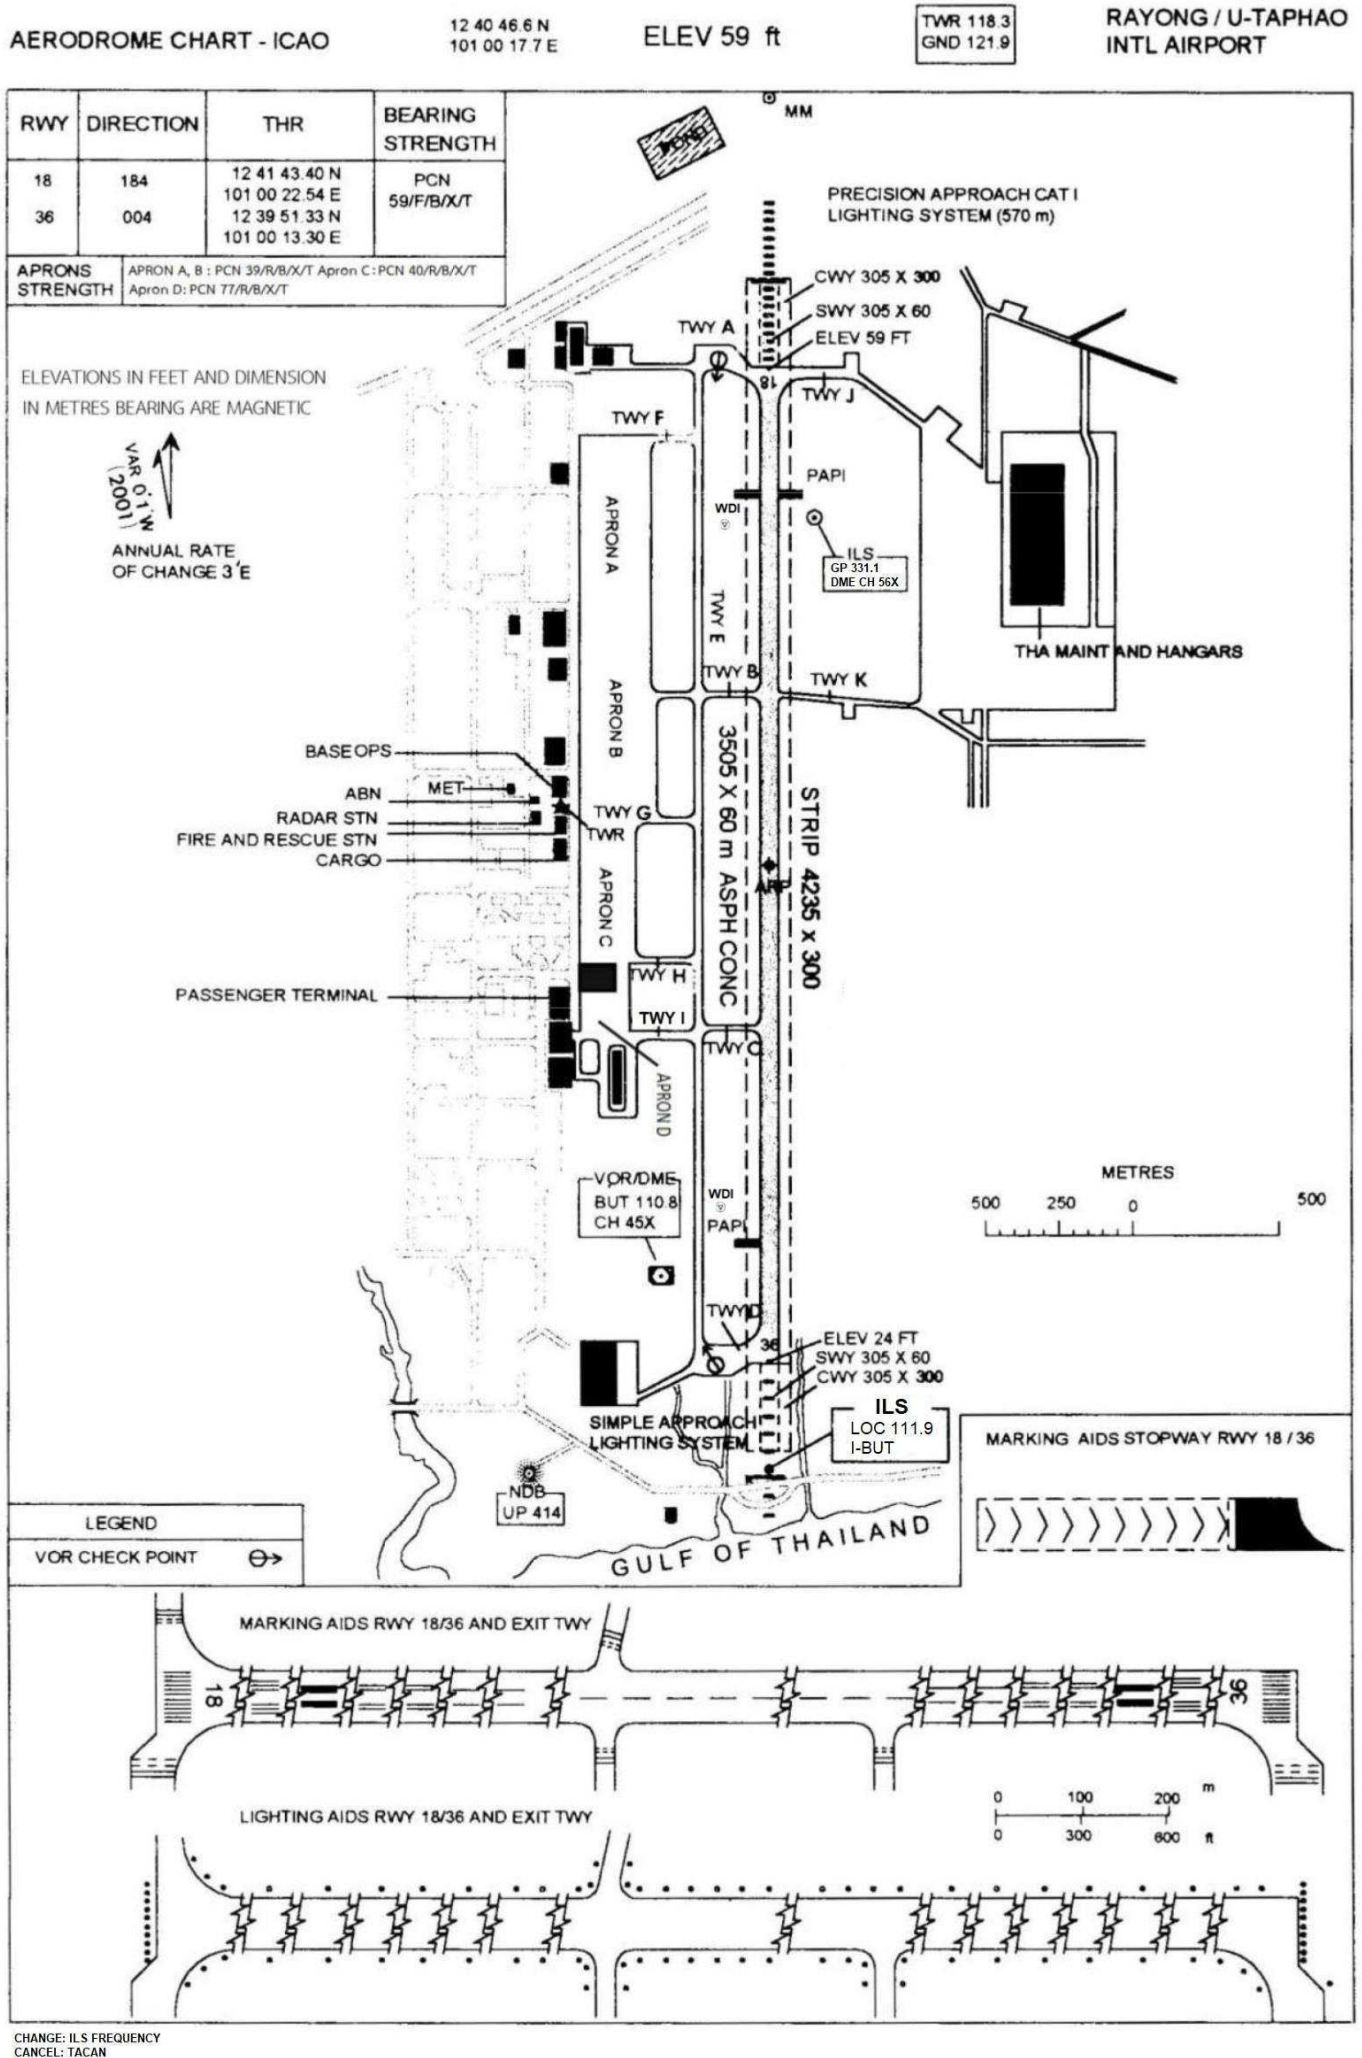 AERODROME CHART - ICAO
12 40 46.6 N
101 00 17.7 E
ELEV 59 ft
TWR 118.3
GND 121.9
RAYONG / U-TAPHAO
INTL AIRPORT
RWY DIRECTION THR BEARING STRENGTH
18 184 12 41 43.40 N
101 00 22.54 E
PCN
59/F/B/X/T
36 004 12 39 51.33 N
101 00 13.30 E
APRONS
STRENGTH
APRON A, B : PCN 39/R/B/X/T Apron C: PCN 40/R/B/X/T
Apron D: PCN 77/R/B/X/T
ELEVATIONS IN FEET AND DIMENSION
IN METRES BEARING ARE MAGNETIC
VAR 0.1'W
(2001)
ANNUAL RATE
OF CHANGE 3'E
MM
POND
PRECISION APPROACH CAT I
LIGHTING SYSTEM (570 m)
CWY 305 X 300
SWY 305 X 60
ELEV 59 FT
TWY A
18
TWY J
TWY F
PAPI
WDI
ILS
GP 331.1
DME CH 56X
APRON A
TWY E
THA MAINT AND HANGARS
TWY B
TWY K
APRON B
3505 X 60 m ASPH CONC
STRIP 4235 x 300
BASE OPS
MET
ABN
RADAR STN
TWY G
FIRE AND RESCUE STN
TWR
CARGO
ARP
APRON C
TWY H
PASSENGER TERMINAL
TWY I
TWY C
APRON D
METRES
500 250 0 500
VOR/DME
BUT 110.8
CH 45X
WDI
PAPI
TWY D
36
ELEV 24 FT
SWY 305 X 60
CWY 305 X 300
ILS
LOC 111.9
I-BUT
SIMPLE APPROACH
LIGHTING SYSTEM
MARKING AIDS STOPWAY RWY 18 / 36
NDB
UP 414
GULF OF THAILAND
LEGEND
VOR CHECK POINT
MARKING AIDS RWY 18/36 AND EXIT TWY
18
36
0 100 200 m
0 300 600 ft
LIGHTING AIDS RWY 18/36 AND EXIT TWY
CHANGE: ILS FREQUENCY
CANCEL: TACAN